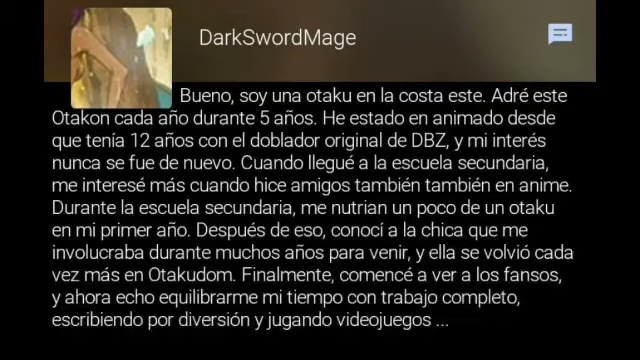 DarkSwordMage
Bueno, soy una otaku en la costa este. Adré este
Otakon cada año durante 5 años. He estado en animado desde
que tenía 12 años con el doblador original de DBZ, y mi interés
nunca se fue de nuevo. Cuando llegué a la escuela secundaria,
me interesé más cuando hice amigos también también en anime.
Durante la escuela secundaria, me nutrian un poco de un otaku
en mi primer año. Después de eso, conocí a la chica que me
involucraba durante muchos años para venir, y ella se volvió cada
vez más en Otakudom. Finalmente, comencé a ver a los fansos,
y ahora echo equilibrarme mi tiempo con trabajo completo,
escribiendo por diversión y jugando videojuegos ...